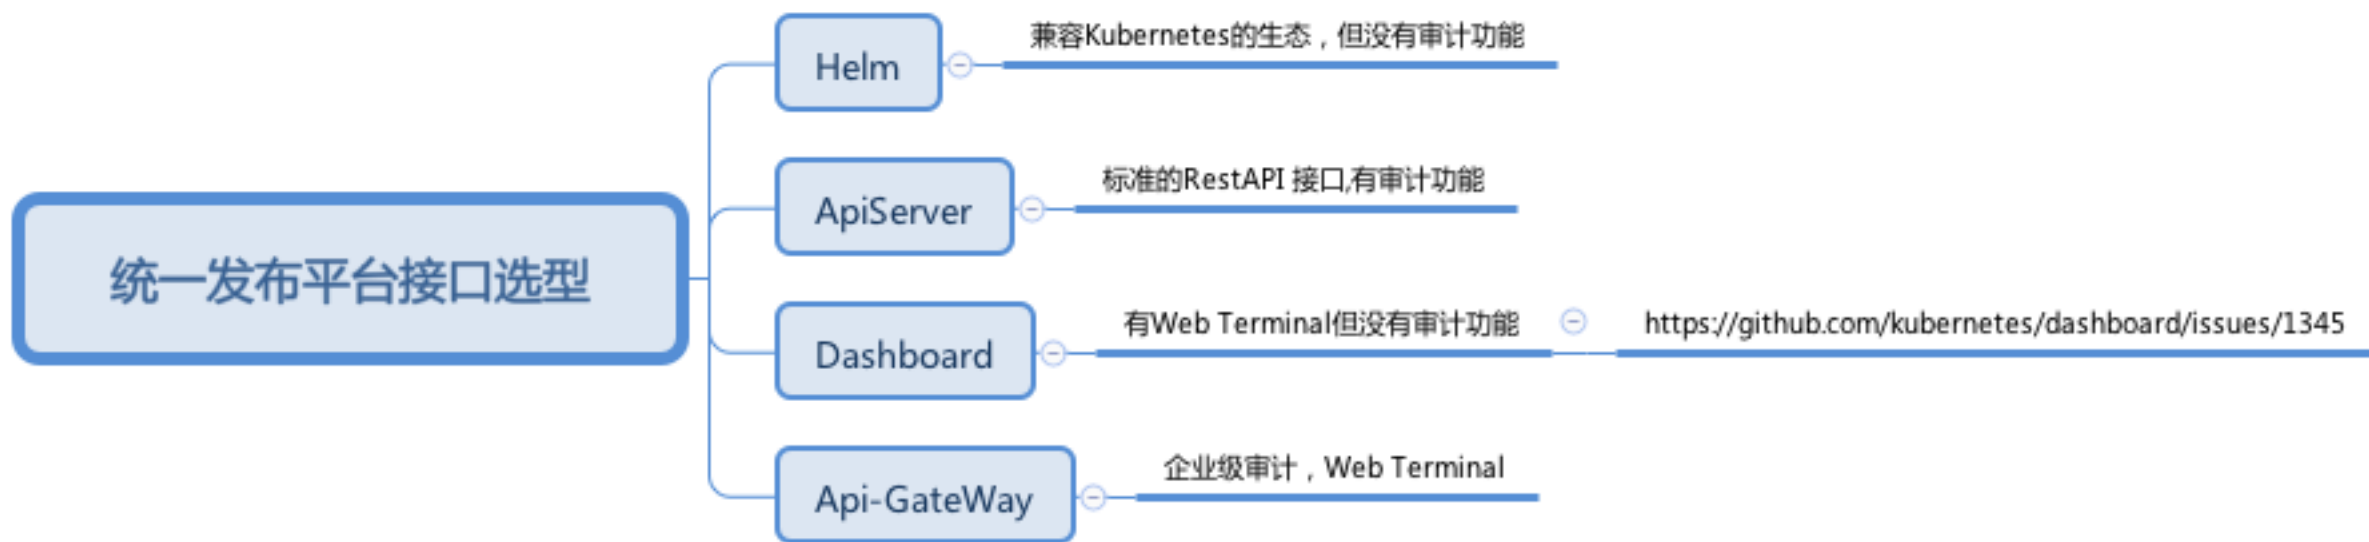 统一发布平台接口选型
Helm
兼容Kubernetes的生态，但没有审计功能
ApiServer
标准的RestAPI 接口,有审计功能
Dashboard
有Web Terminal但没有审计功能
https://github.com/kubernetes/dashboard/issues/1345
Api-GateWay
企业级审计，Web Terminal